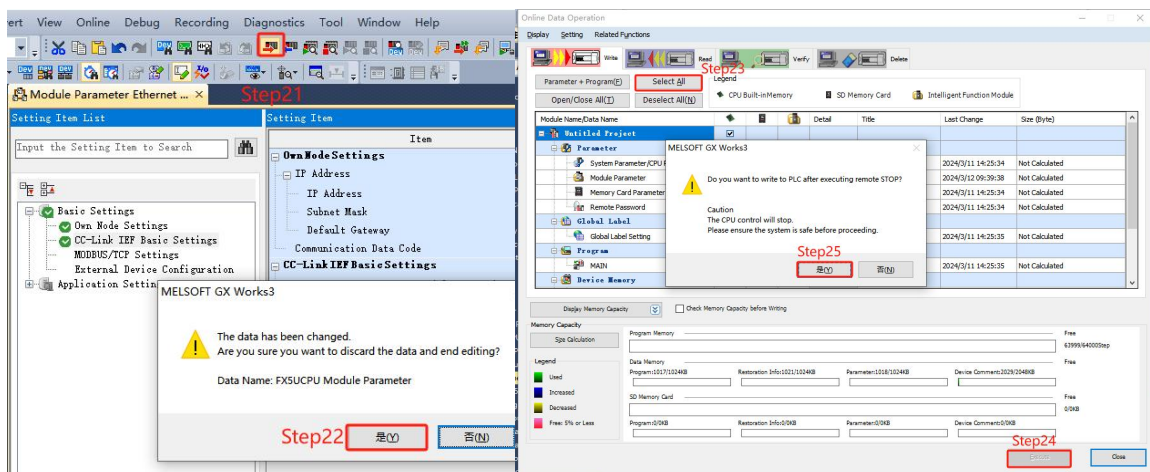 ert View Online Debug Recording Diagnostics Tool Window Help
Module Parameter Ethernet ... ×
Step21
Setting Item List
Setting Item
Input the Setting Item to Search
Item
Own Node Settings
IP Address
IP Address
Subnet Mask
Default Gateway
Communication Data Code
CC-Link IEF Basic Settings
Basic Settings
Own Node Settings
CC-Link IEF Basic Settings
MODBUS/TCP Settings
External Device Configuration
Application Settin
MELSOFT GX Works3
The data has been changed.
Are you sure you want to discard the data and end editing?
Data Name: FX5UCPU Module Parameter
Step22
是(Y)
否(N)
Online Data Operation
Display Setting Related Functions
Write
Read
Verify
Delete
Step23
Parameter + Program(F)
Select All
Legend
Open/Close All(T)
Deselect All(N)
CPU Built-in Memory
SD Memory Card
Intelligent Function Module
Module Name/Data Name
Detail
Title
Last Change
Size (Byte)
Untitled Project
Parameter
System Parameter/CPU P
2024/3/11 14:25:34
Not Calculated
Module Parameter
2024/3/12 09:39:38
Not Calculated
Memory Card Parameter
2024/3/11 14:25:34
Not Calculated
Remote Password
2024/3/11 14:25:34
Not Calculated
Global Label
Global Label Setting
2024/3/11 14:25:35
Not Calculated
Program
MAIN
2024/3/11 14:25:35
Not Calculated
Device Memory
MELSOFT GX Works3
Do you want to write to PLC after executing remote STOP?
Caution
The CPU control will stop.
Please ensure the system is safe before proceeding.
Step25
是(Y)
否(N)
Display Memory Capacity
Check Memory Capacity before Writing
Memory Capacity
Size Calculation
Program Memory
Free
63999/64000Step
Legend
Used
Increased
Decreased
Free: 5% or Less
Data Memory
Free
Program:1017/1024KB
Restoration Info:1021/1024KB
Parameter:1018/1024KB
Device Comment:2029/2048KB
SD Memory Card
Free
0/0KB
Program:0/0KB
Restoration Info:0/0KB
Parameter:0/0KB
Device Comment:0/0KB
Step24
Execute
Close